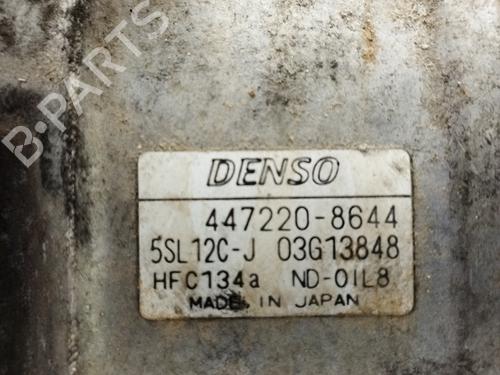 B-PARTS
DENSO
447220-8644
5SL12C-J 03G13848
HFC134a ND-OIL8
MADE IN JAPAN